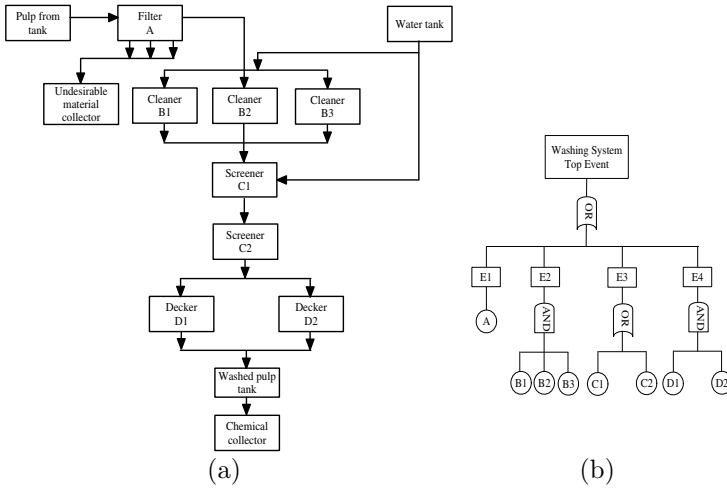 Pulp from
tank
Filter
A
Water tank
Undesirable
material
collector
Cleaner
B1
Cleaner
B2
Cleaner
B3
Screener
C1
Screener
C2
Decker
D1
Decker
D2
Washed pulp
tank
Chemical
collector
(a)
Washing System
Top Event
OR
E1
E2
E3
E4
A
AND
OR
AND
B1
B2
B3
C1
C2
D1
D2
(b)